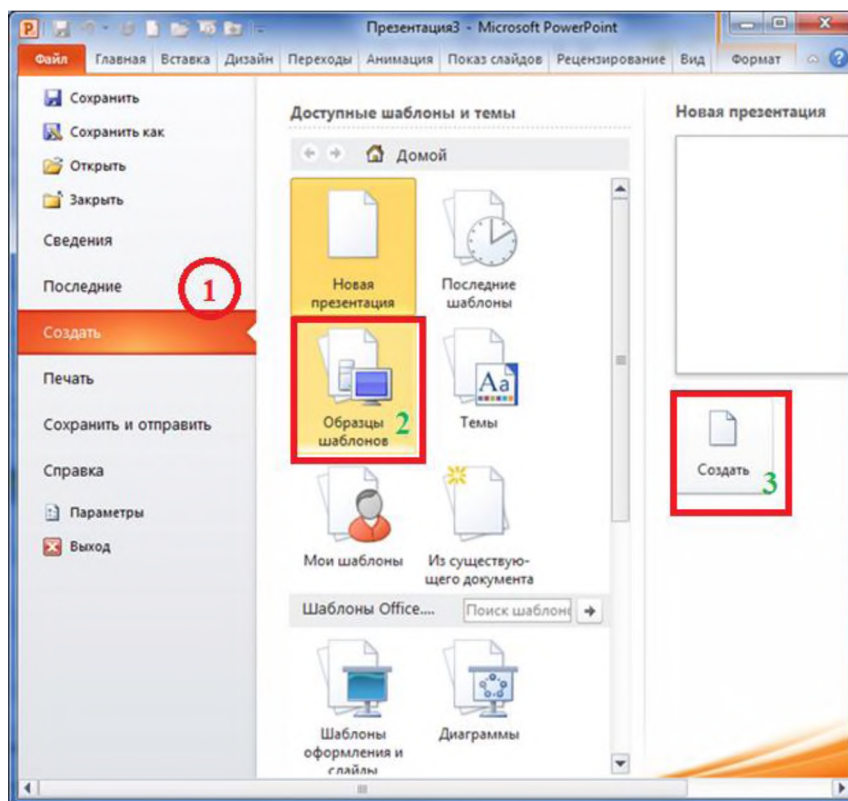 Презентация3 - Microsoft PowerPoint
Файл Главная Вставка Дизайн Переходы Анимация Показ слайдов Рецензирование Вид Формат
Сохранить
Сохранить как
Открыть
Закрыть
Сведения
Последние
1
Создать
Печать
Сохранить и отправить
Справка
Параметры
Выход
Доступные шаблоны и темы
Домой
Новая
презентация
Последние
шаблоны
Образцы
шаблонов
2
Темы
Aa
Мои шаблоны
Из существую-
щего документа
Шаблоны Office....
Поиск шаблон
Шаблоны
оформления и
слайды
Диаграммы
Новая презентация
Создать
3